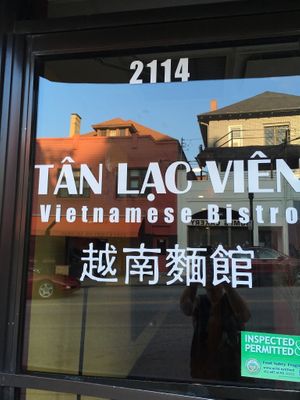 2114
TÂN LẠC VIÊN
Vietnamese Bistro
越南麵館
INSPECTED
PERMITTED